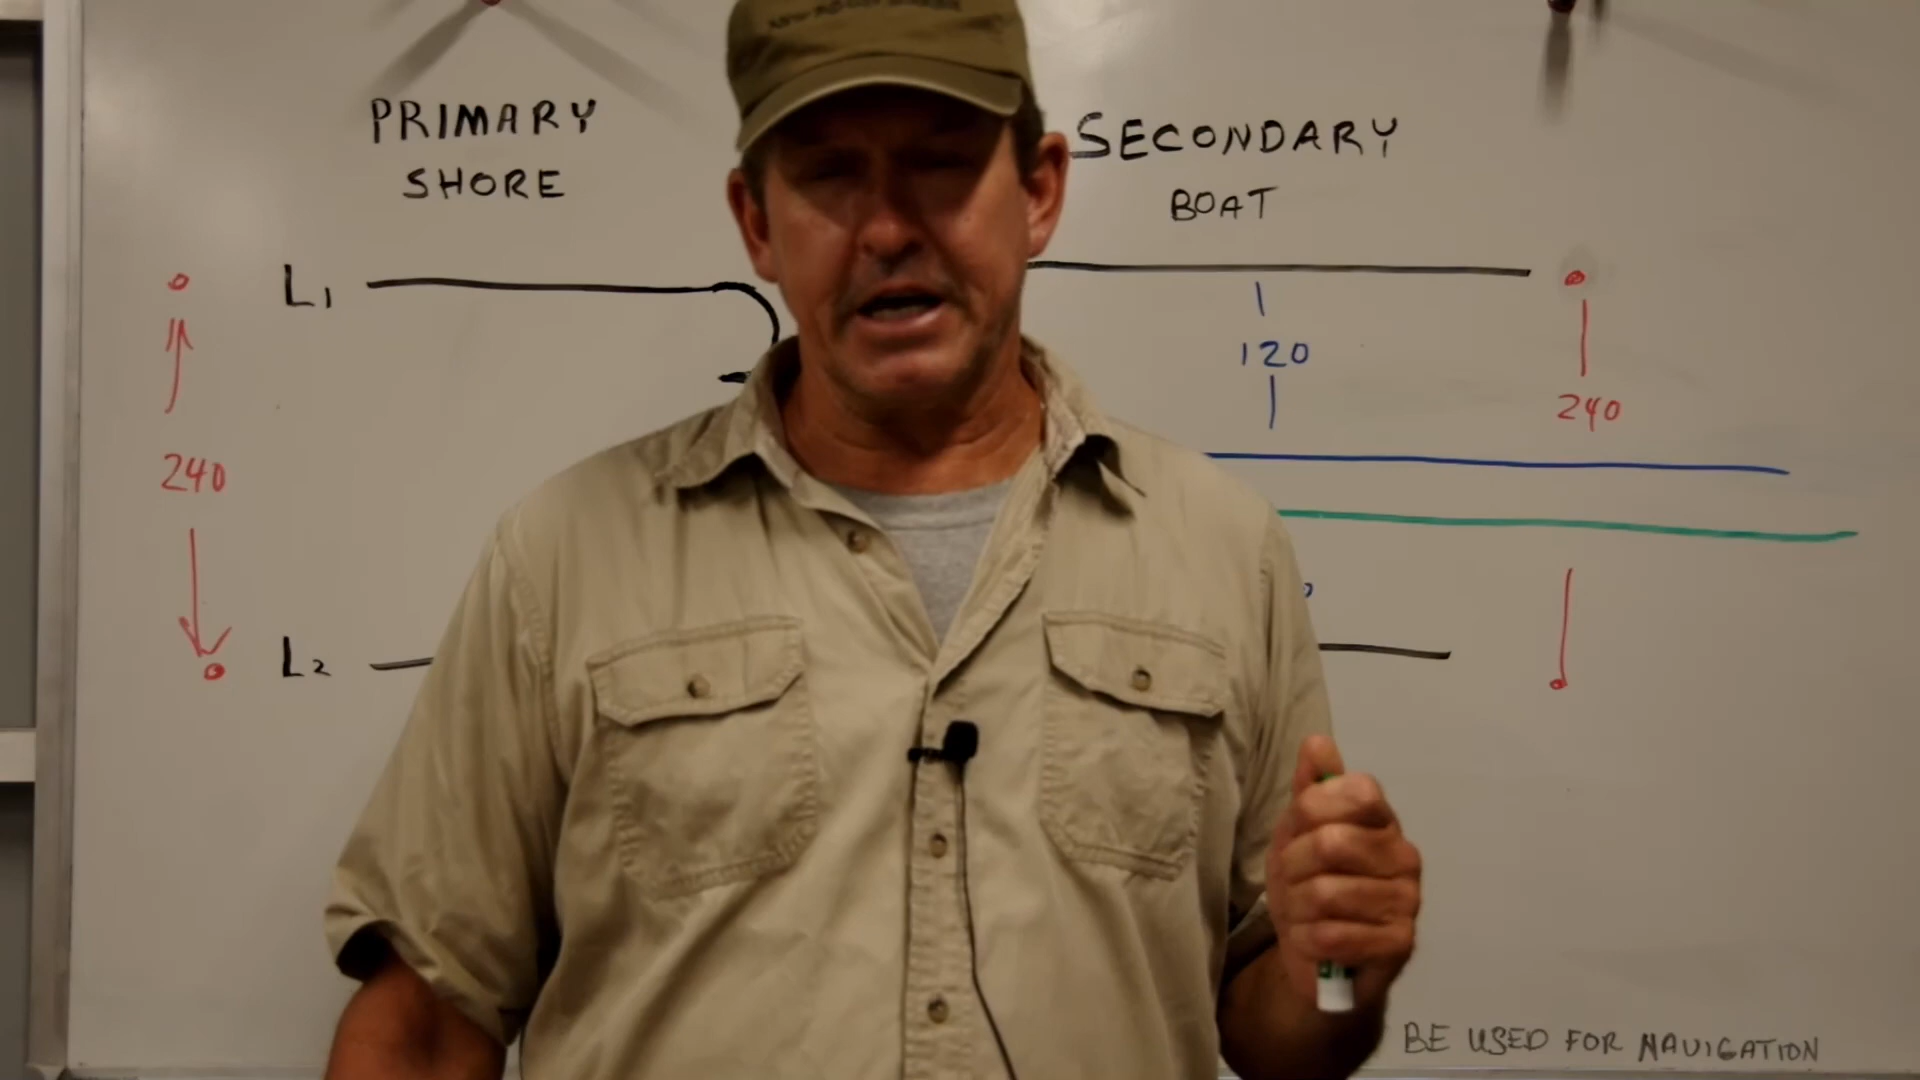 PRIMARY
SHORE
SECONDARY
BOAT
L1
120
240
240
L2
BE USED FOR NAVIGATION